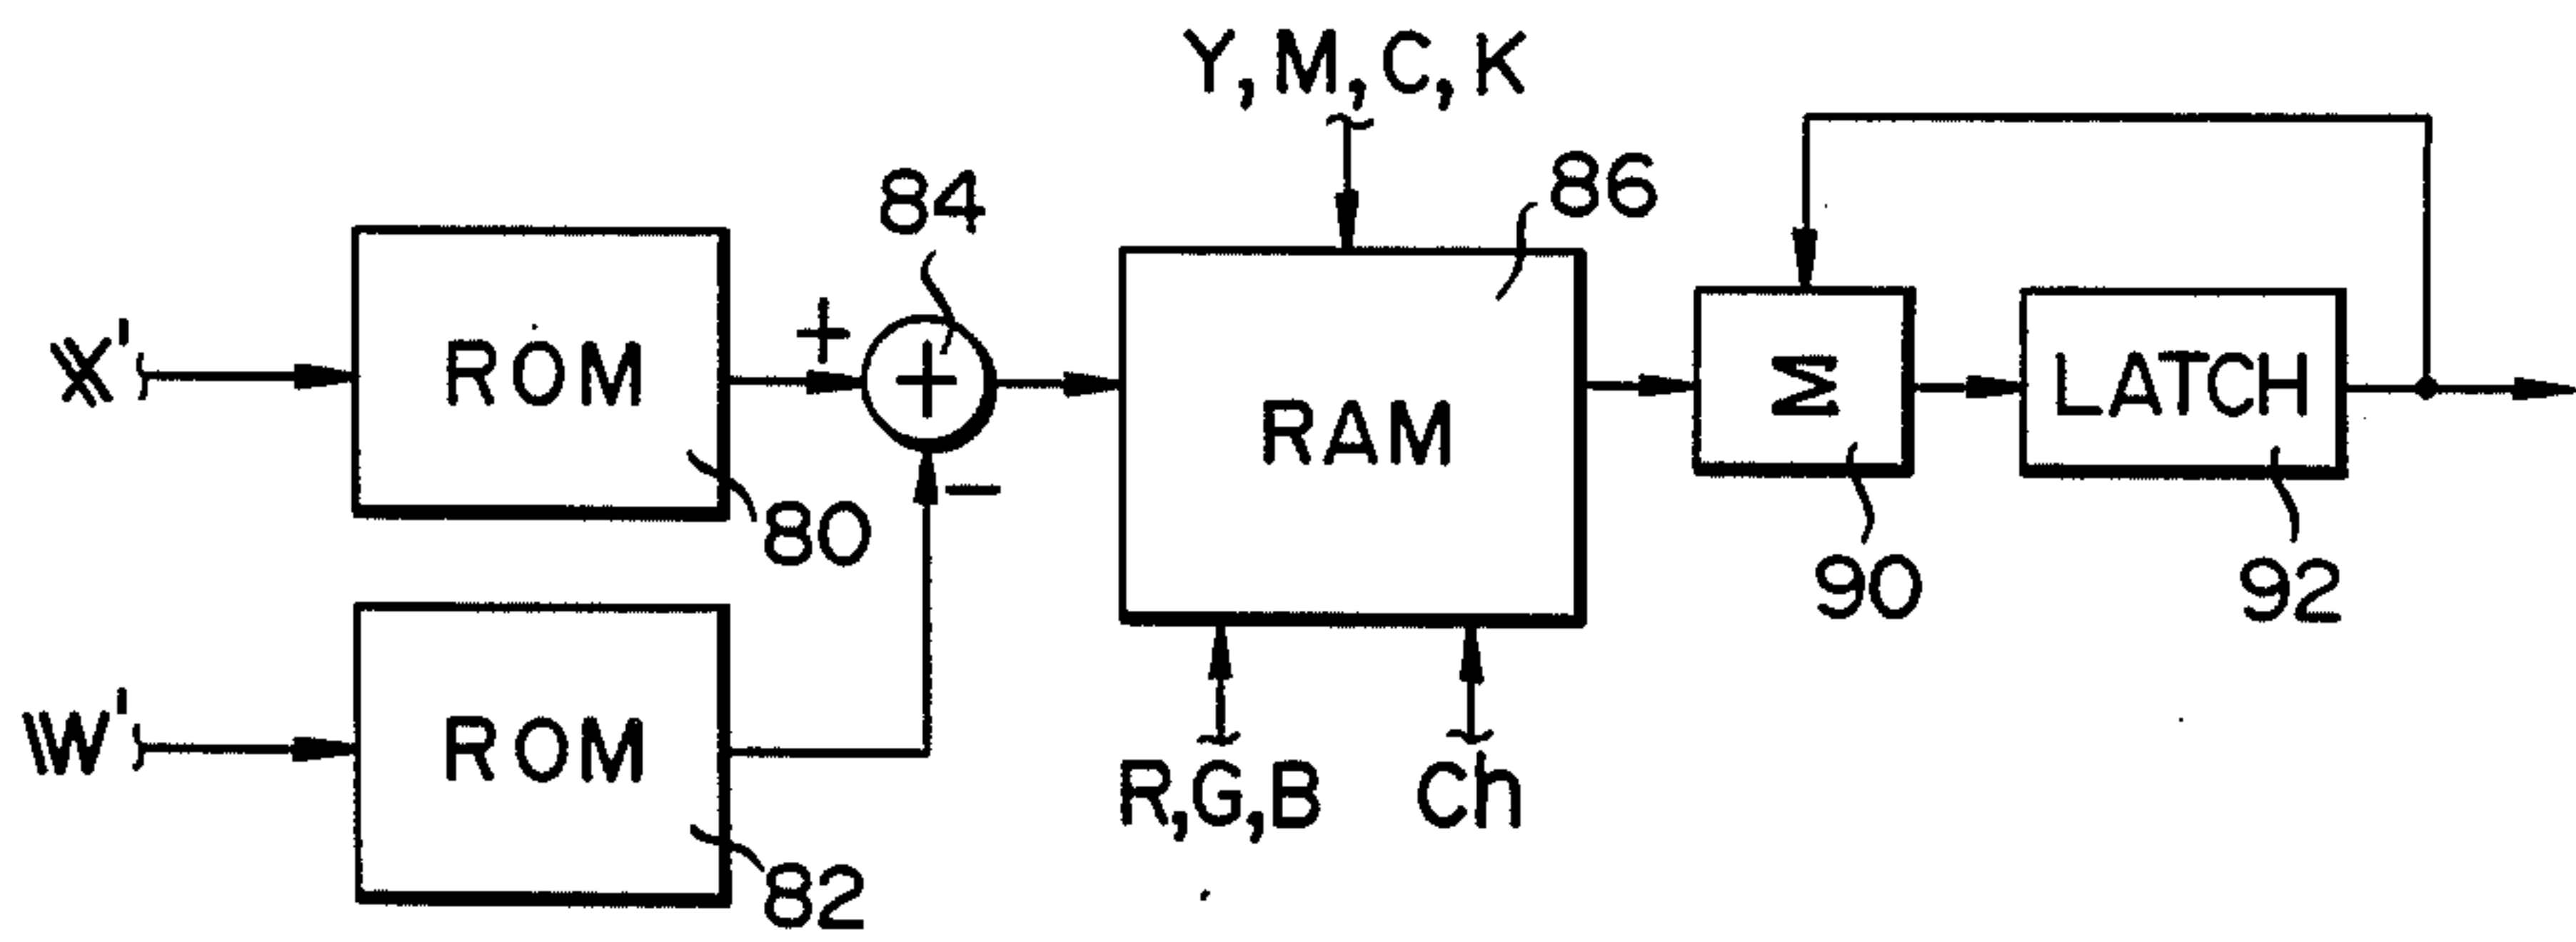 Y, M, C, K
84
86
X'
ROM
+
+
RAM
Σ
LATCH
80
−
90
92
W'
ROM
R, G, B
Ch
82